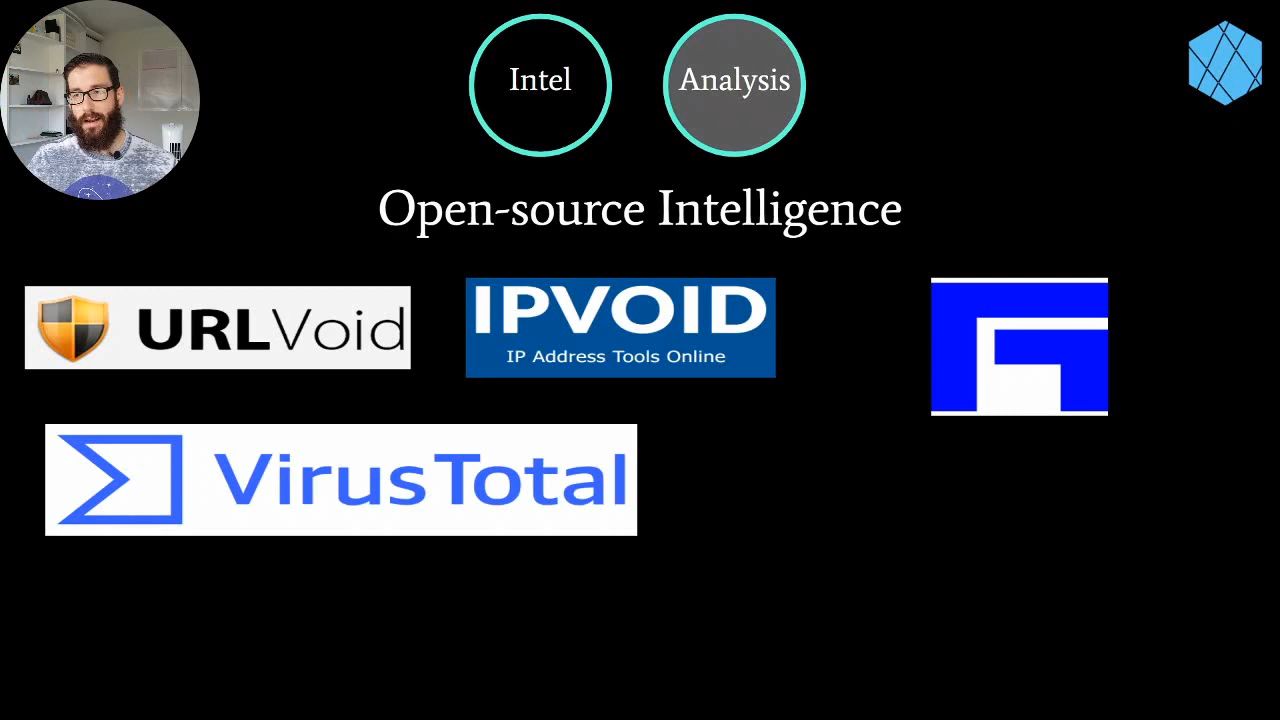 Intel
Analysis
Open-source Intelligence
URLVoid
IPVOID
IP Address Tools Online
VirusTotal